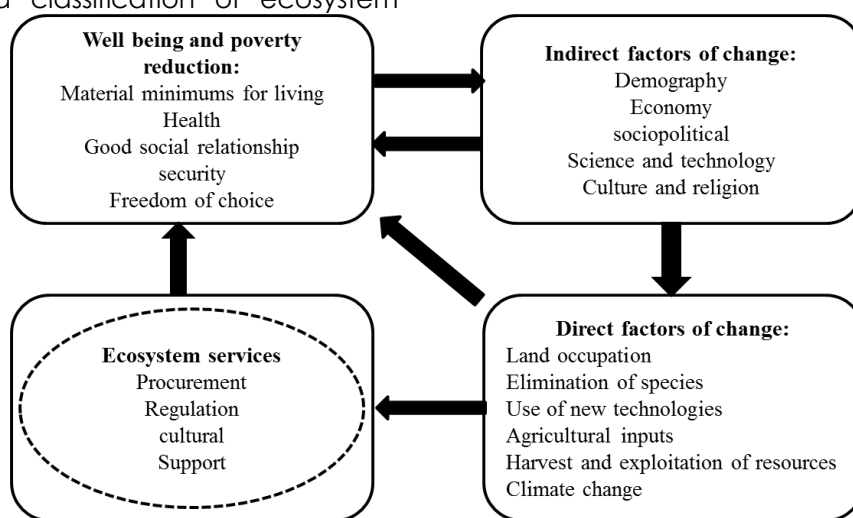 a classification of ecosystem
Well being and poverty
reduction:
Material minimums for living
Health
Good social relationship
security
Freedom of choice
Indirect factors of change:
Demography
Economy
sociopolitical
Science and technology
Culture and religion
Ecosystem services
Procurement
Regulation
cultural
Support
Direct factors of change:
Land occupation
Elimination of species
Use of new technologies
Agricultural inputs
Harvest and exploitation of resources
Climate change